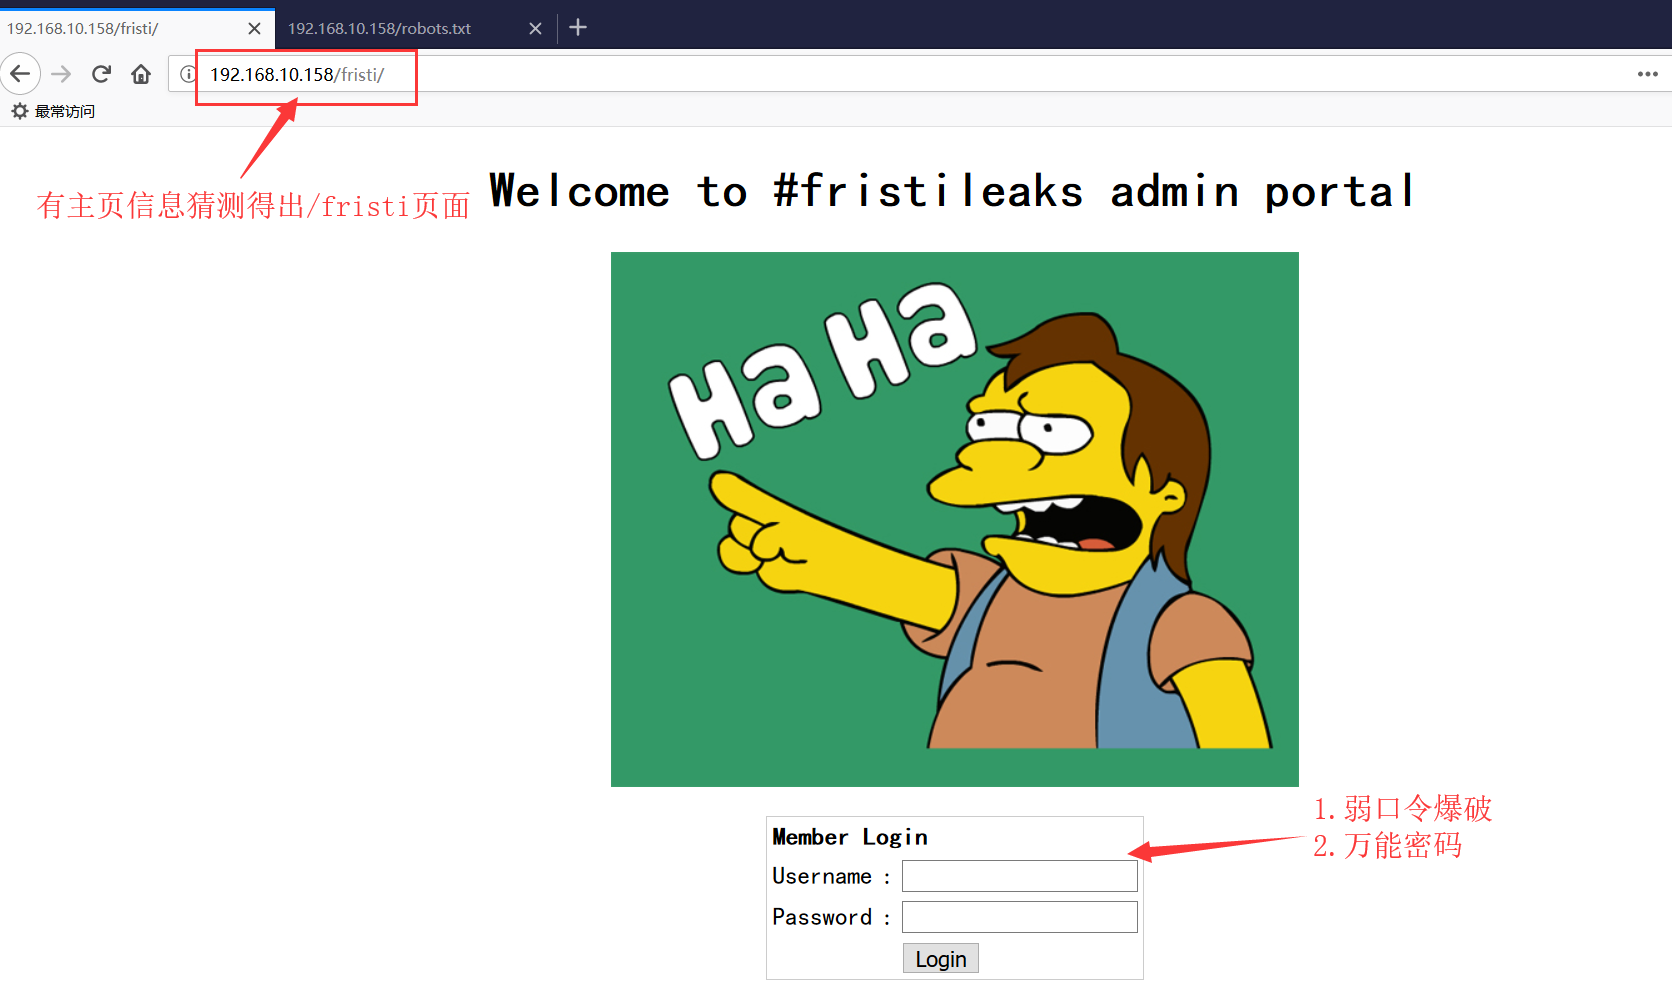 192.168.10.158/fristi/
192.168.10.158/robots.txt
192.168.10.158/fristi/
最常访问
有主页信息猜测得出/fristi页面
Welcome to #fristileaks admin portal
Ha Ha Ha Ha
1.弱口令爆破
2.万能密码
Member Login
Username :
Password :
Login